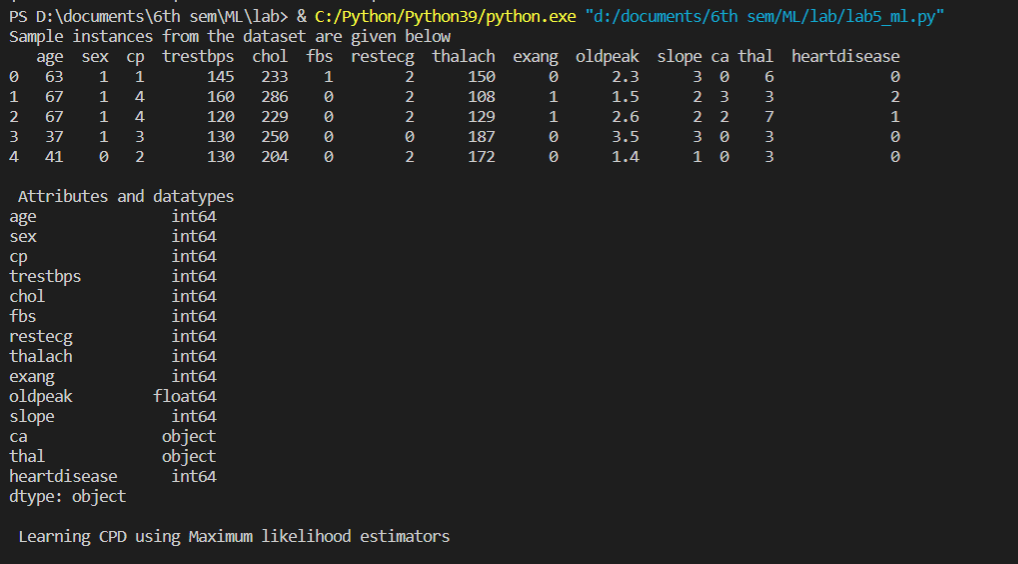 PS D:\documents\6th sem\ML\lab> & C:/Python/Python39/python.exe "d:/documents/6th sem/ML/lab/lab5_ml.py"
Sample instances from the dataset are given below
   age  sex  cp  trestbps  chol  fbs  restecg  thalach  exang  oldpeak  slope ca thal  heartdisease
0   63    1   1       145   233    1        2      150      0      2.3      3  0    6             0
1   67    1   4       160   286    0        2      108      1      1.5      2  3    3             2
2   67    1   4       120   229    0        2      129      1      2.6      2  2    7             1
3   37    1   3       130   250    0        0      187      0      3.5      3  0    3             0
4   41    0   2       130   204    0        2      172      0      1.4      1  0    3             0
 Attributes and datatypes
age               int64
sex               int64
cp                int64
trestbps          int64
chol              int64
fbs               int64
restecg           int64
thalach           int64
exang             int64
oldpeak         float64
slope             int64
ca               object
thal             object
heartdisease      int64
dtype: object
 Learning CPD using Maximum likelihood estimators